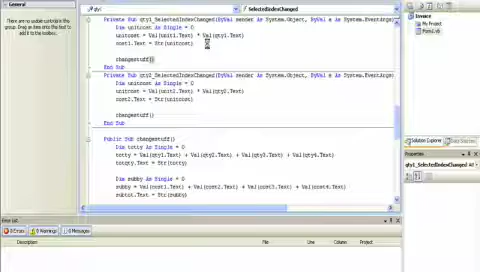 General
There are no usable controls in this group. Drag an item onto this text to add it to the toolbox.
qty1
SelectedIndexChanged
Private Sub qty1_SelectedIndexChanged(ByVal sender As System.Object, ByVal e As System.EventArgs
Dim unitcost As Single = 0
unitcost = Val(unit1.Text) * Val(qty1.Text)
cost1.Text = Str(unitcost)
changestuff()
End Sub
Private Sub qty2_SelectedIndexChanged(ByVal sender As System.Object, ByVal e As System.EventArgs
Dim unitcost As Single = 0
unitcost = Val(unit2.Text) * Val(qty2.Text)
cost2.Text = Str(unitcost)
changestuff()
End Sub
Public Sub changestuff()
Dim totty As Single = 0
totty = Val(qty1.Text) + Val(qty2.Text) + Val(qty3.Text) + Val(qty4.Text)
totqty.Text = Str(totty)
Dim subby As Single = 0
subby = Val(cost1.Text) + Val(cost2.Text) + Val(cost3.Text) + Val(cost4.Text)
subtot.Text = Str(subby)
Invoice
My Project
Form1.vb
Solution Explorer
Data Sources
Properties
qty1_SelectedIndexChanged
Error List
0 Errors
0 Warnings
0 Messages
Description
File
Line
Column
Project